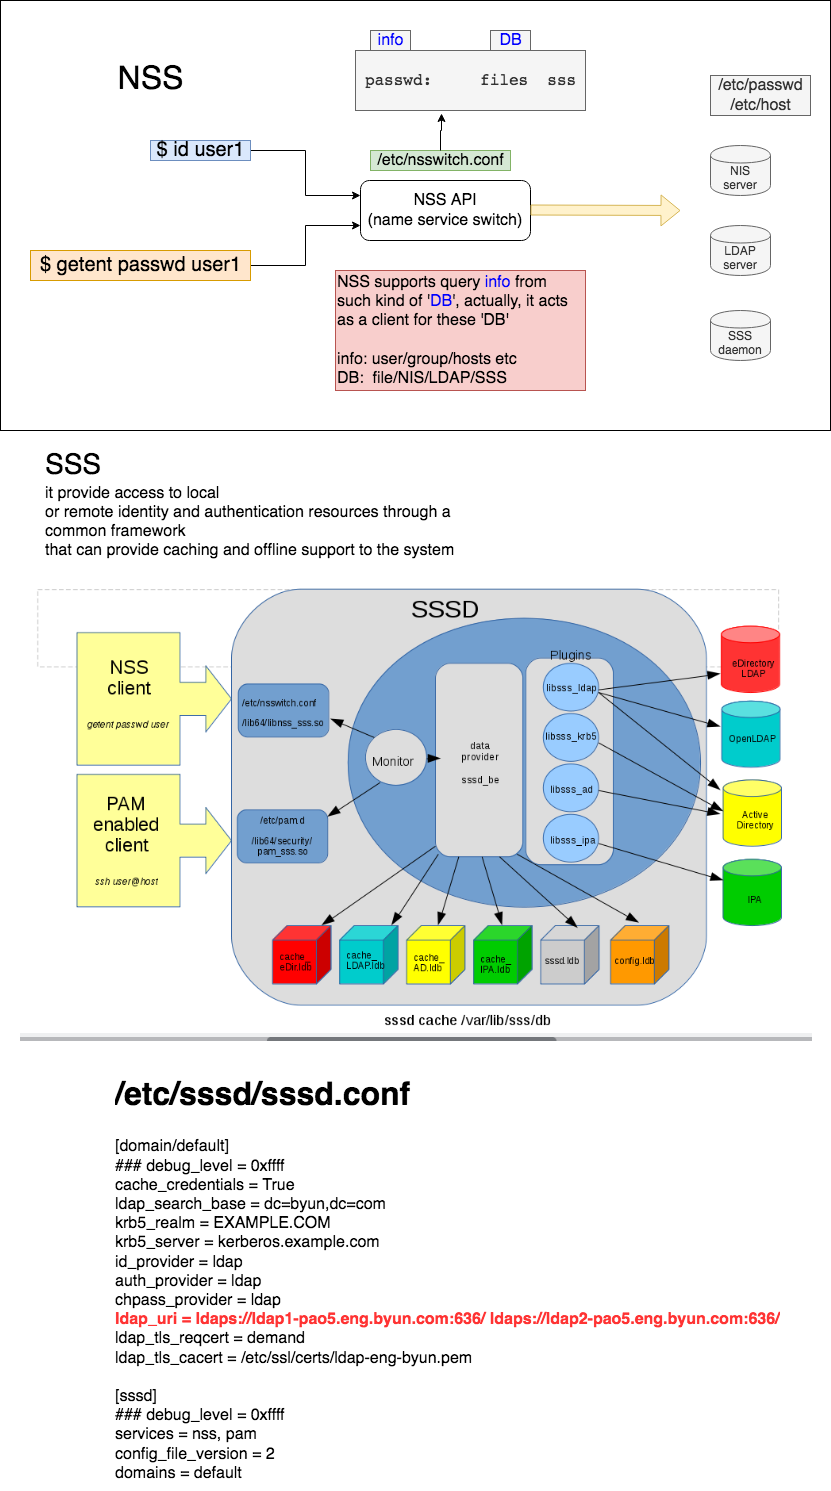 info
DB
NSS
passwd:     files  sss
/etc/passwd
/etc/host
$ id user1
/etc/nsswitch.conf
NIS
server
NSS API
(name service switch)
$ getent passwd user1
LDAP
server
NSS supports query info from
such kind of 'DB', actually, it acts
as a client for these 'DB'
info: user/group/hosts etc
DB:  file/NIS/LDAP/SSS
SSS
daemon
SSS
it provide access to local
or remote identity and authentication resources through a
common framework
that can provide caching and offline support to the system
SSSD
NSS
client
getent passwd user
/etc/nsswitch.conf
/lib64/libnss_sss.so
Monitor
data
provider
sssd_be
Plugins
libsss_ldap
libsss_krb5
libsss_ad
libsss_ipa
eDirectory
LDAP
OpenLDAP
Active
Directory
IPA
PAM
enabled
client
ssh user@host
/etc/pam.d
/lib64/security/
pam_sss.so
cache_
eDir.ldb
cache_
LDAP.ldb
cache_
AD.ldb
cache_
IPA.ldb
sssd.ldb
config.ldb
sssd cache /var/lib/sss/db
/etc/sssd/sssd.conf
[domain/default]
### debug_level = 0xffff
cache_credentials = True
ldap_search_base = dc=byun,dc=com
krb5_realm = EXAMPLE.COM
krb5_server = kerberos.example.com
id_provider = ldap
auth_provider = ldap
chpass_provider = ldap
ldap_uri = ldaps://ldap1-pao5.eng.byun.com:636/ ldaps://ldap2-pao5.eng.byun.com:636/
ldap_tls_reqcert = demand
ldap_tls_cacert = /etc/ssl/certs/ldap-eng-byun.pem
[sssd]
### debug_level = 0xffff
services = nss, pam
config_file_version = 2
domains = default